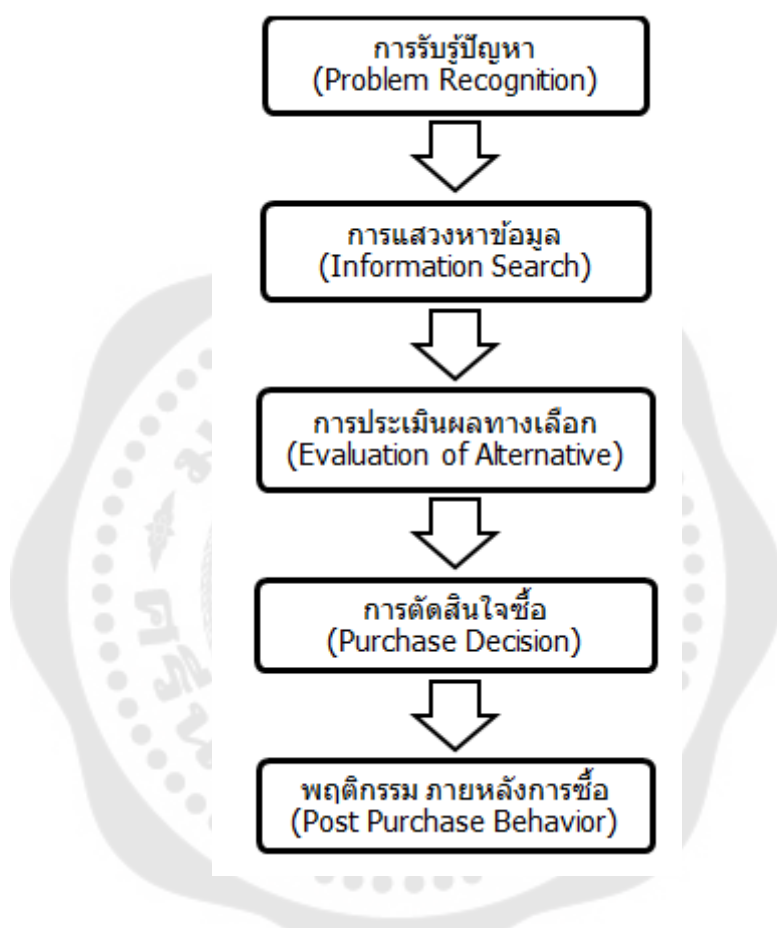 การรับรู้ปัญหา
(Problem Recognition)
การแสวงหาข้อมูล
(Information Search)
การประเมินผลทางเลือก
(Evaluation of Alternative)
การตัดสินใจซื้อ
(Purchase Decision)
พฤติกรรม ภายหลังการซื้อ
(Post Purchase Behavior)